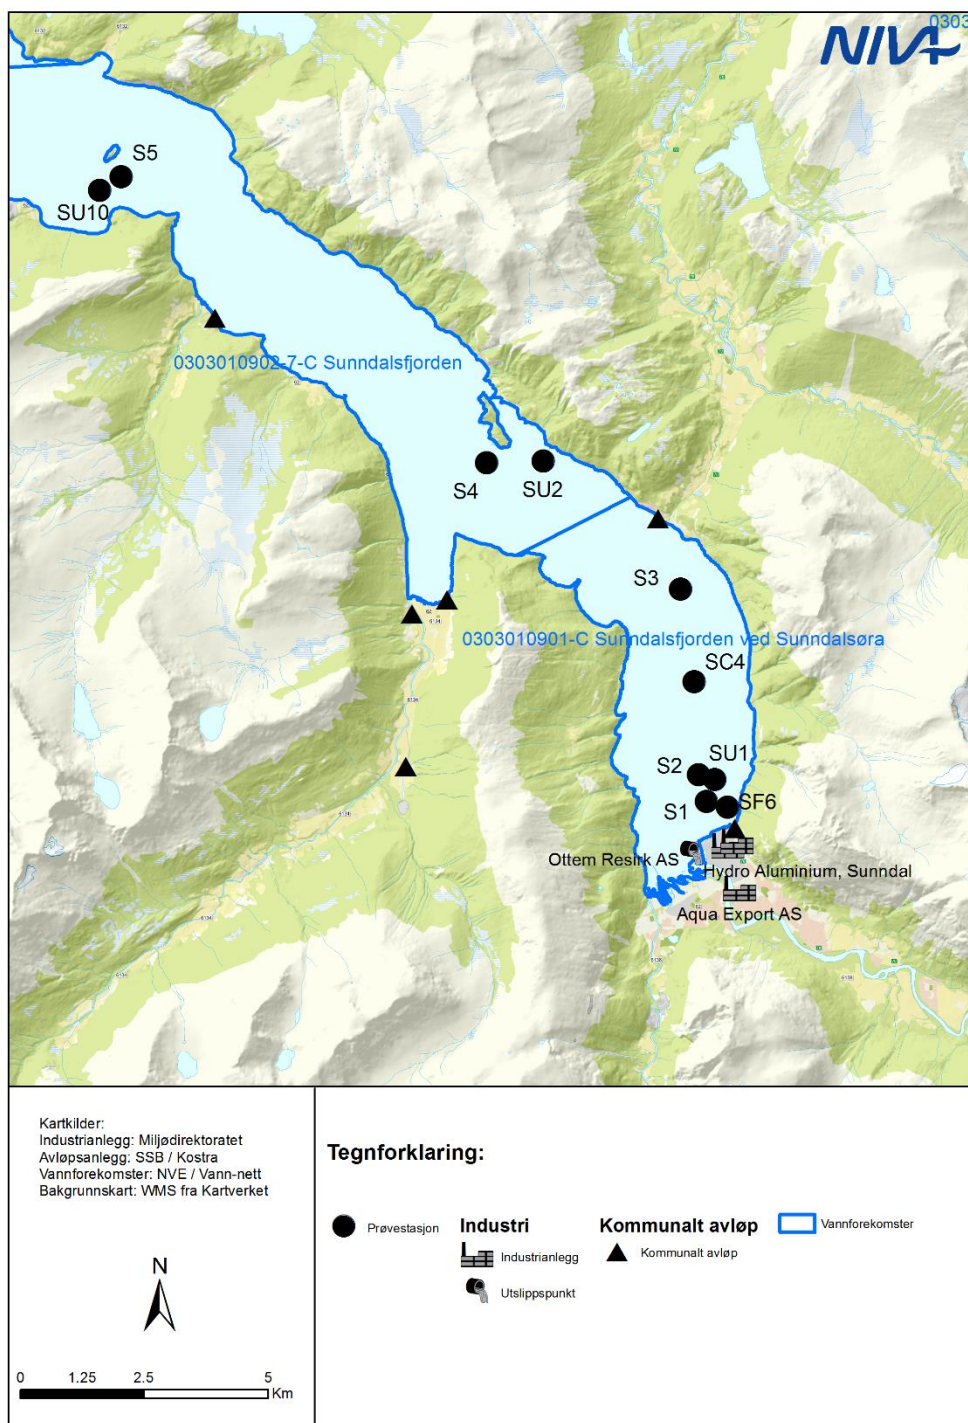 0303
NIVA
S5
SU10
0303010902-7-C Sunndalsfjorden
S4
SU2
S3
0303010901-C Sunndalsfjorden ved Sunndalsøra
SC4
S2
SU1
S1
SF6
Ottem Resirk AS
Hydro Aluminium, Sunndal
Aqua Export AS
Kartkilder:
Industrianlegg: Miljødirektoratet
Avløpsanlegg: SSB / Kostra
Vannforekomster: NVE / Vann-nett
Bakgrunnskart: WMS fra Kartverket
N
0 1.25 2.5 5
Km
Tegnforklaring:
Prøvestasjon
Industri
Industrianlegg
Utslippspunkt
Kommunalt avløp
Kommunalt avløp
Vannforekomster